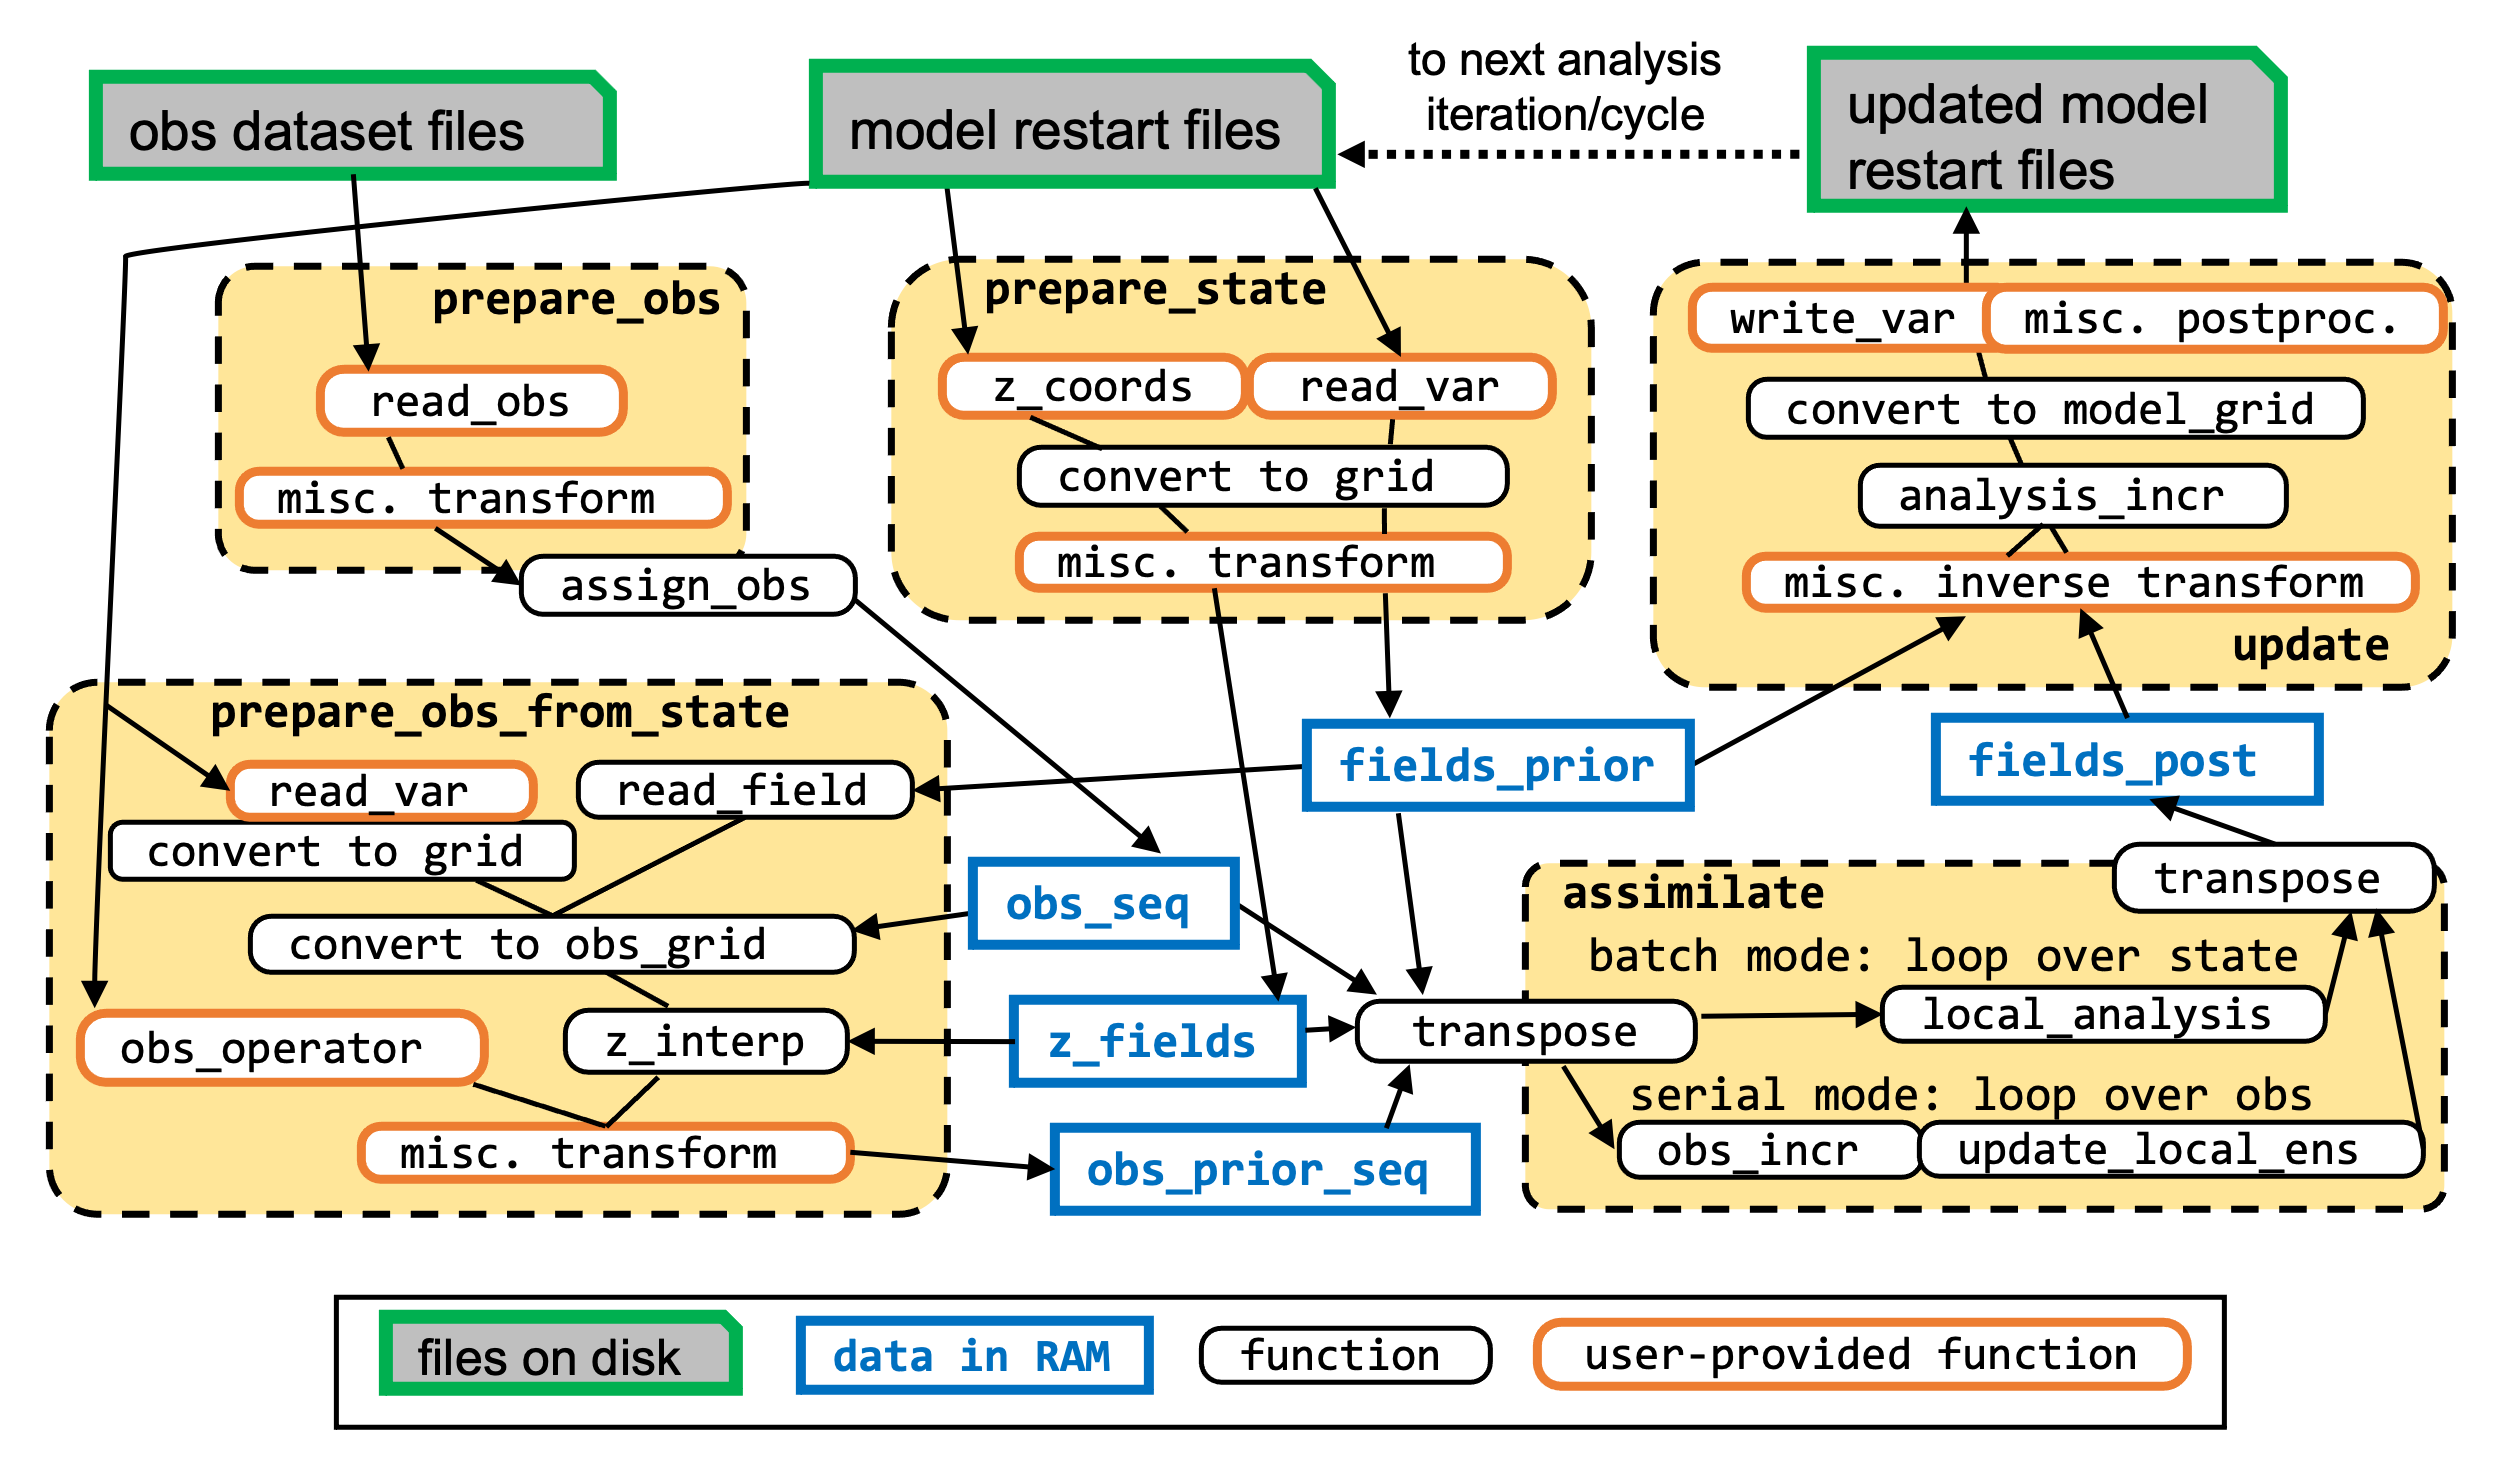 obs dataset files
model restart files
to next analysis
iteration/cycle
updated model
restart files
prepare_obs
read_obs
misc. transform
assign_obs
prepare_state
z_coords
read_var
convert to grid
misc. transform
write_var
misc. postproc.
convert to model_grid
analysis_incr
misc. inverse transform
update
prepare_obs_from_state
read_var
read_field
convert to grid
convert to obs_grid
obs_operator
z_interp
misc. transform
fields_prior
fields_post
obs_seq
z_fields
obs_prior_seq
transpose
assimilate
transpose
batch mode: loop over state
local_analysis
serial mode: loop over obs
obs_incr
update_local_ens
files on disk
data in RAM
function
user-provided function